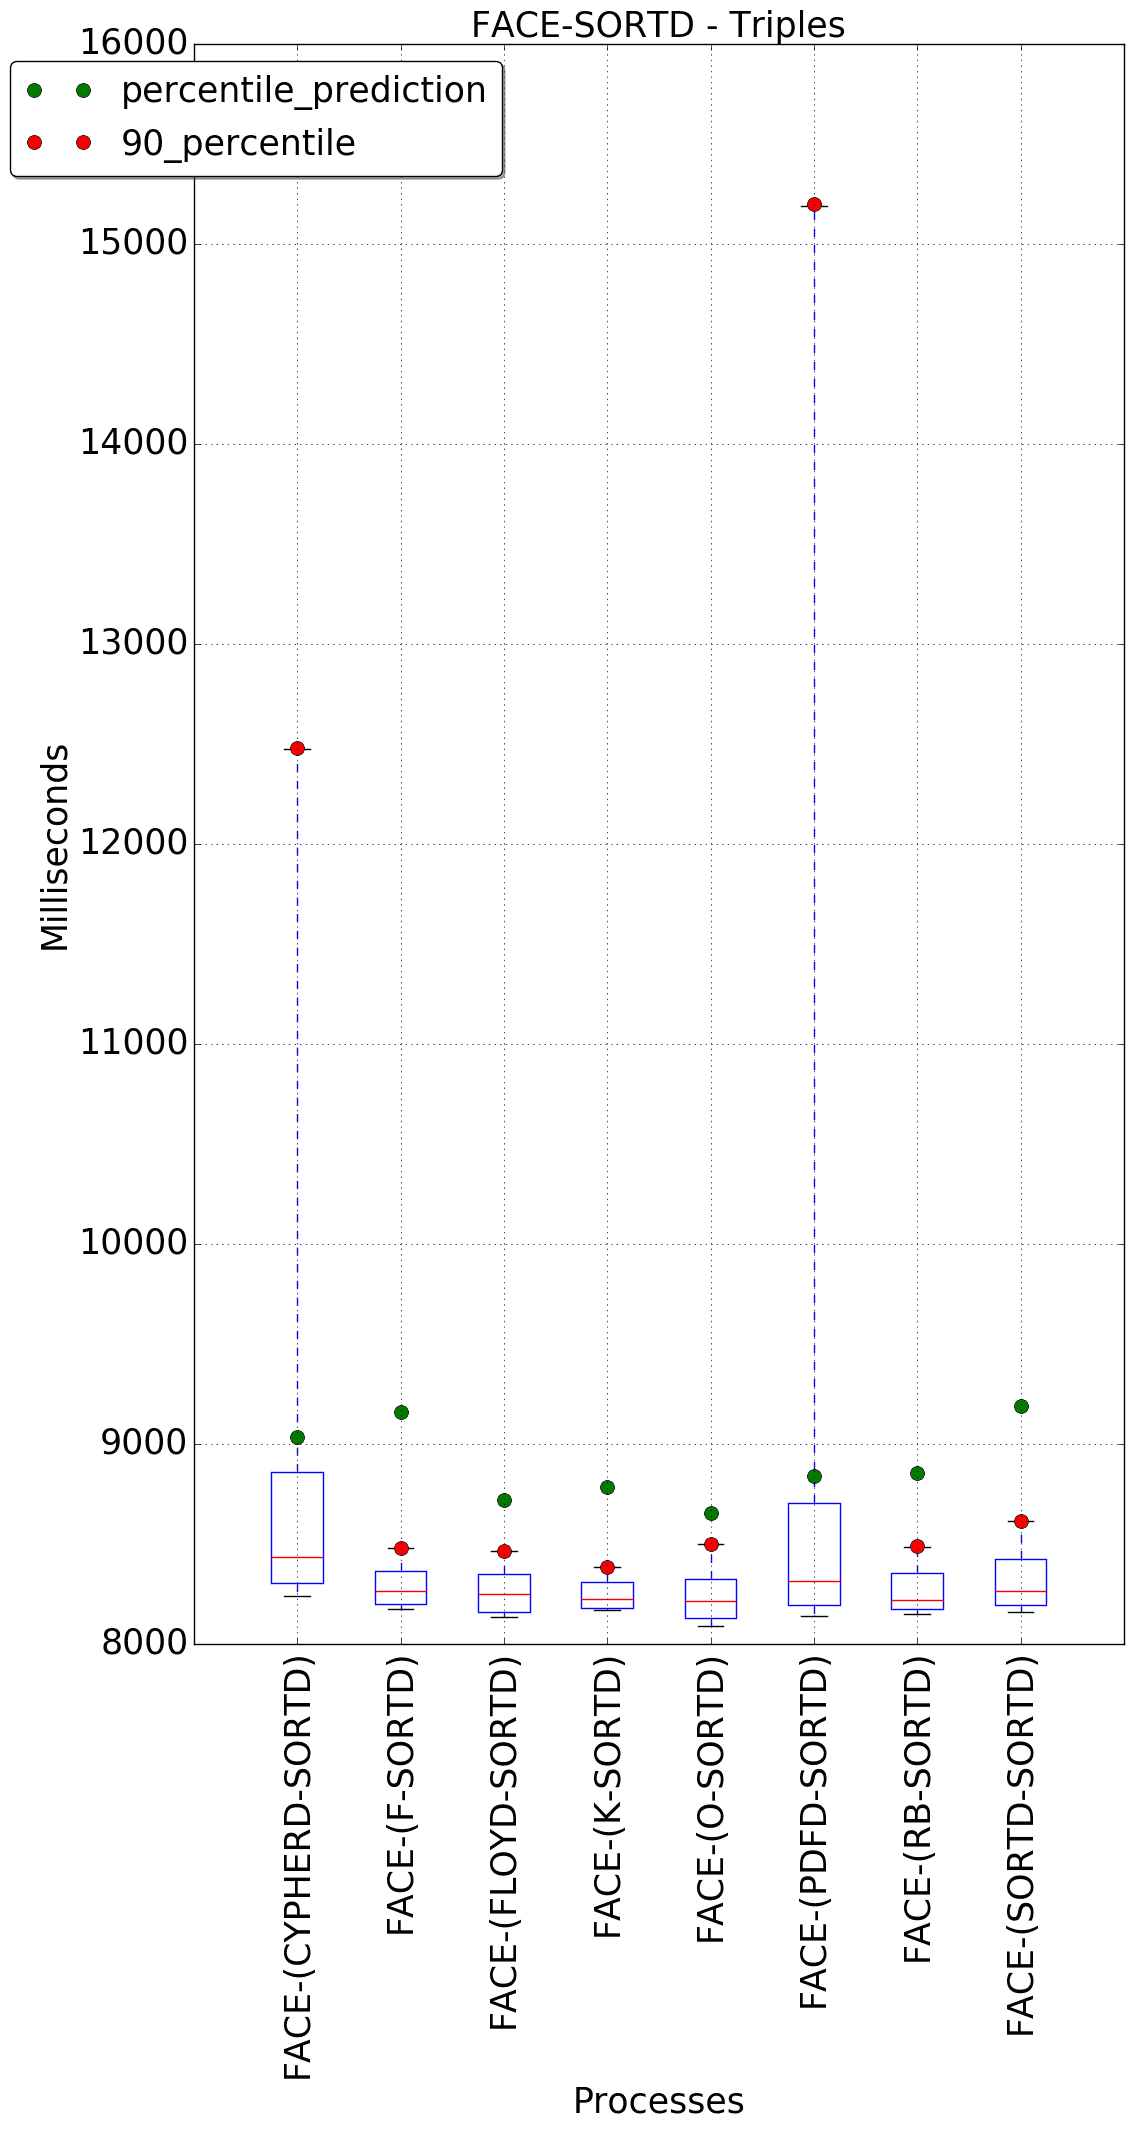 FACE-SORTD - Triples
percentile_prediction
90_percentile
16000
15000
14000
13000
12000
11000
10000
9000
8000
Milliseconds
FACE-(CYPHERD-SORTD)
FACE-(F-SORTD)
FACE-(FLOYD-SORTD)
FACE-(K-SORTD)
FACE-(O-SORTD)
FACE-(PDFD-SORTD)
FACE-(RB-SORTD)
FACE-(SORTD-SORTD)
Processes